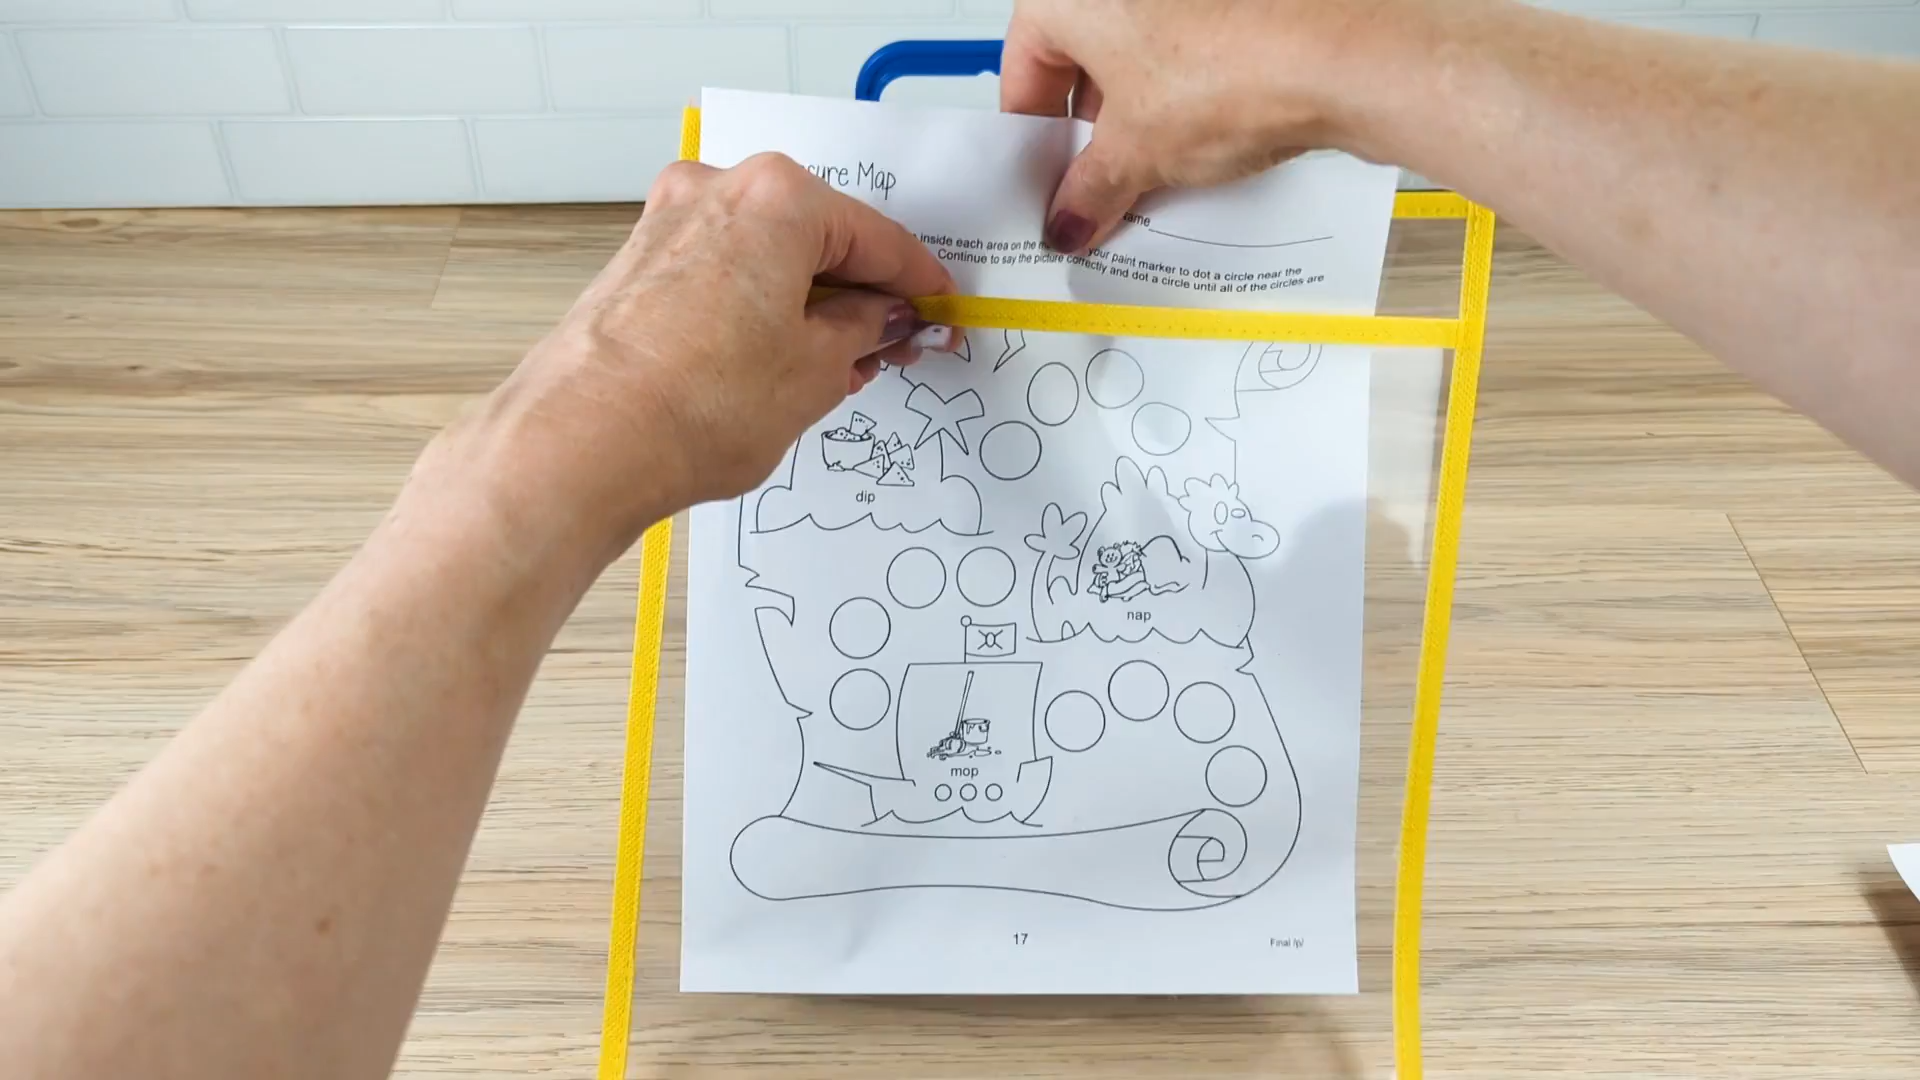 Map
ame
inside each area on the
your paint marker to dot a circle near the
Continue to say the picture correctly and dot a circle until all of the circles are
dip
nap
mop
17
Final /p/